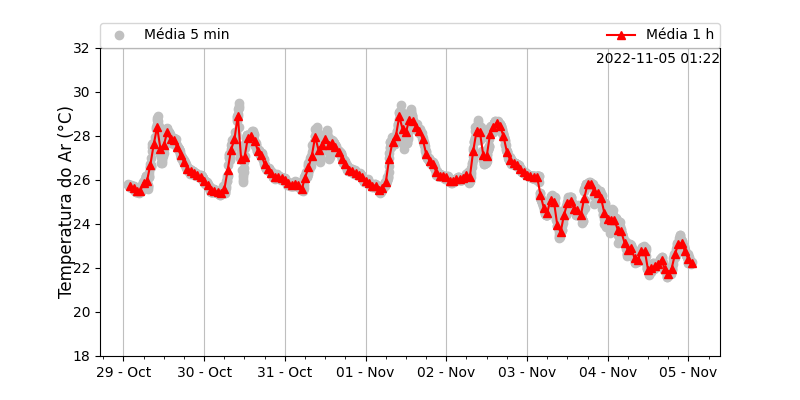 Média 5 min
Média 1 h
2022-11-05 01:22
Temperatura do Ar (°C)
32
30
28
26
24
22
20
18
29 - Oct
30 - Oct
31 - Oct
01 - Nov
02 - Nov
03 - Nov
04 - Nov
05 - Nov